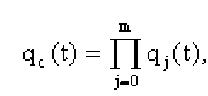 q_c (t) = ∏_{j=0}^{m} q_j (t),